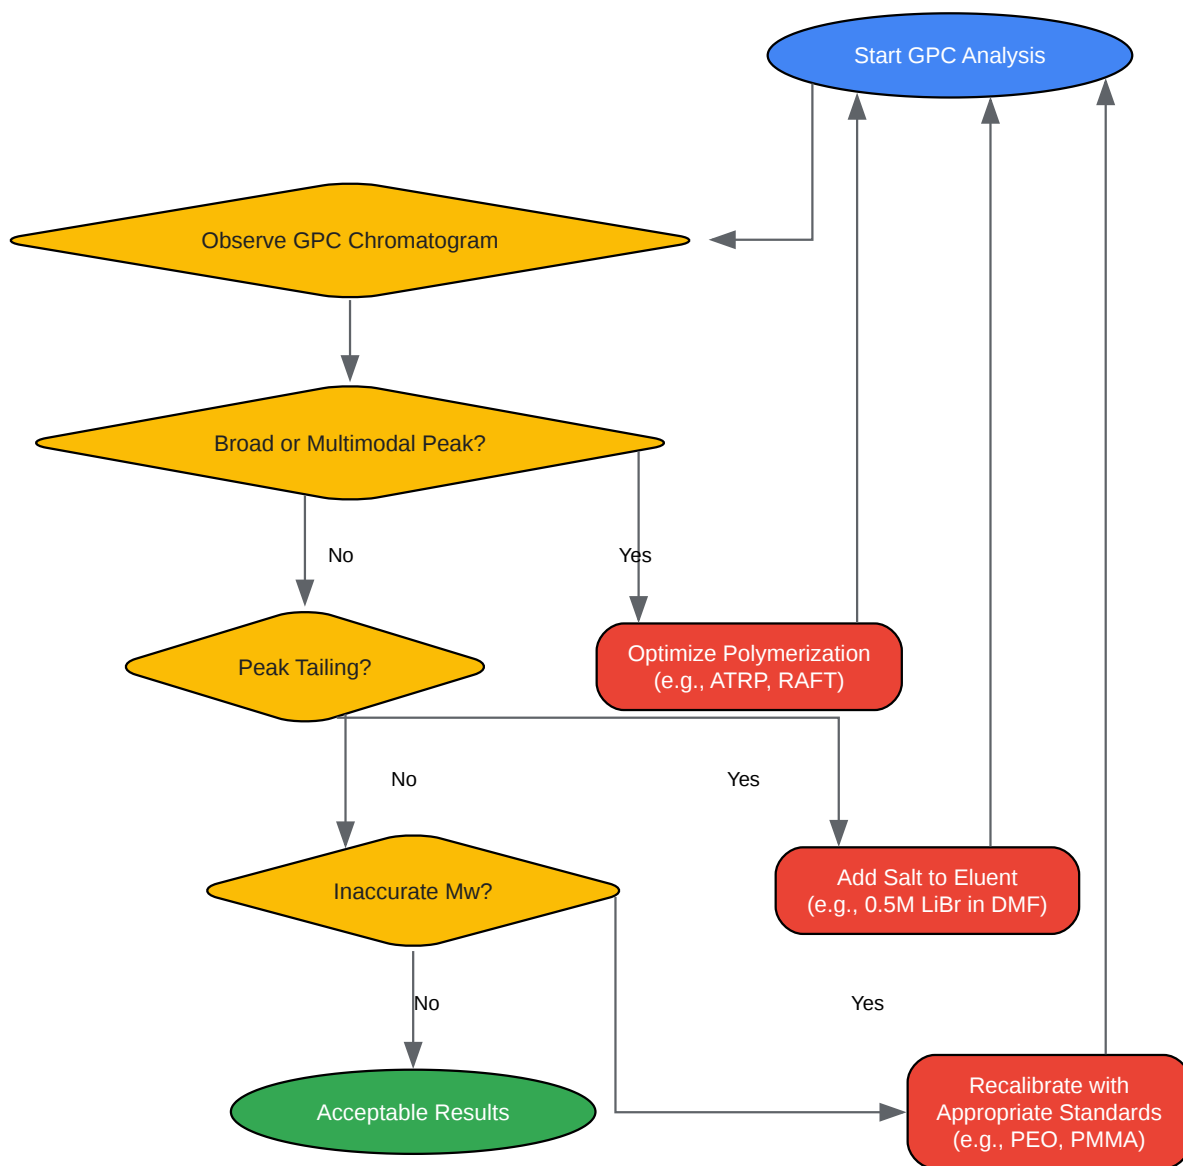 Start GPC Analysis
Observe GPC Chromatogram
Broad or Multimodal Peak?
No
Yes
Optimize Polymerization
(e.g., ATRP, RAFT)
Peak Tailing?
No
Yes
Add Salt to Eluent
(e.g., 0.5M LiBr in DMF)
Inaccurate Mw?
No
Yes
Acceptable Results
Recalibrate with
Appropriate Standards
(e.g., PEO, PMMA)